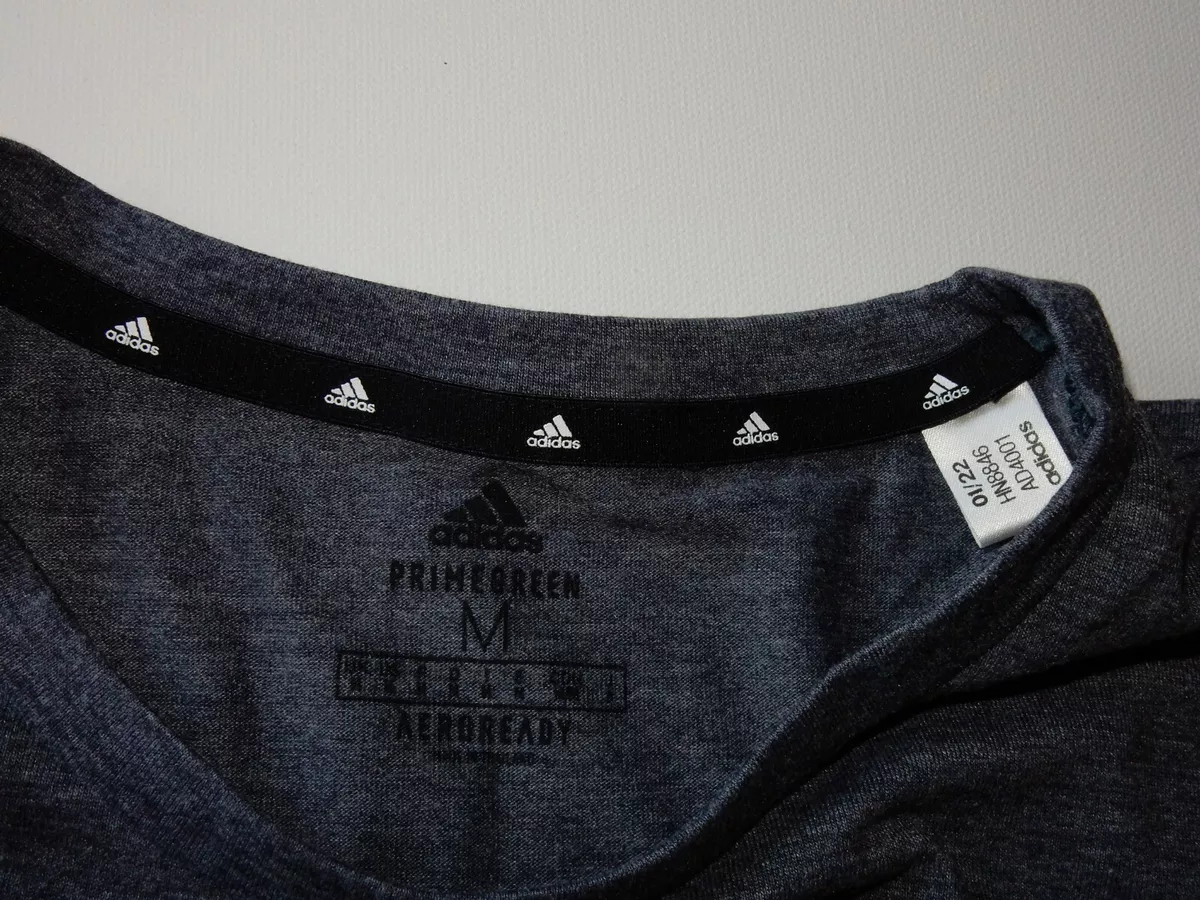 adidas
adidas
adidas
adidas
adidas
01/22
HN8846
AD4001
adidas
adidas
PRIMEGREEN
M
AEROREADY